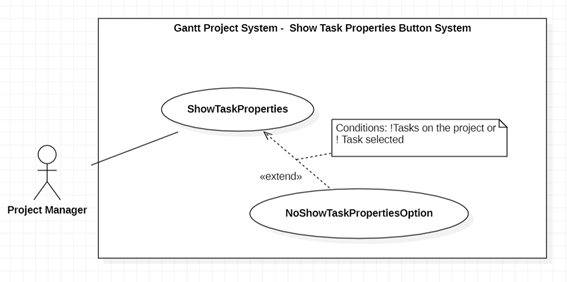 Gantt Project System - Show Task Properties Button System
ShowTaskProperties
Conditions: !Tasks on the project or
! Task selected
«extend»
Project Manager
NoShowTaskPropertiesOption